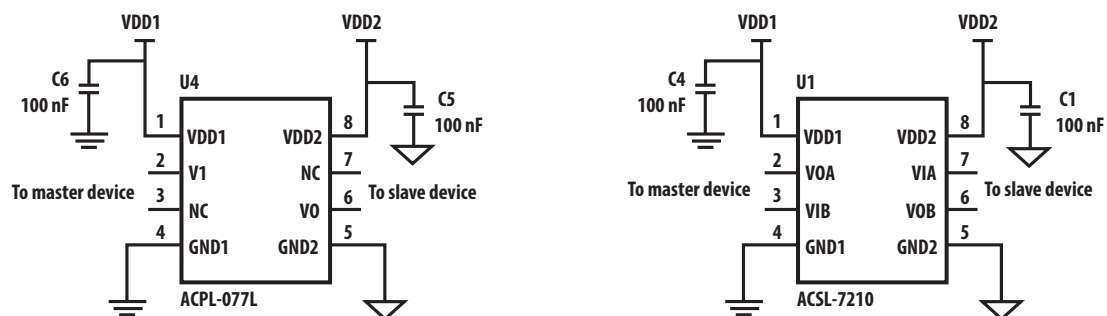 VDD1
VDD2
C6
100 nF
U4
C5
100 nF
1
VDD1
VDD2
8
2
V1
NC
7
To master device
To slave device
3
NC
VO
6
4
GND1
GND2
5
ACPL-077L
VDD1
VDD2
C4
100 nF
U1
C1
100 nF
1
VDD1
VDD2
8
2
VOA
VIA
7
To master device
To slave device
3
VIB
VOB
6
4
GND1
GND2
5
ACSL-7210